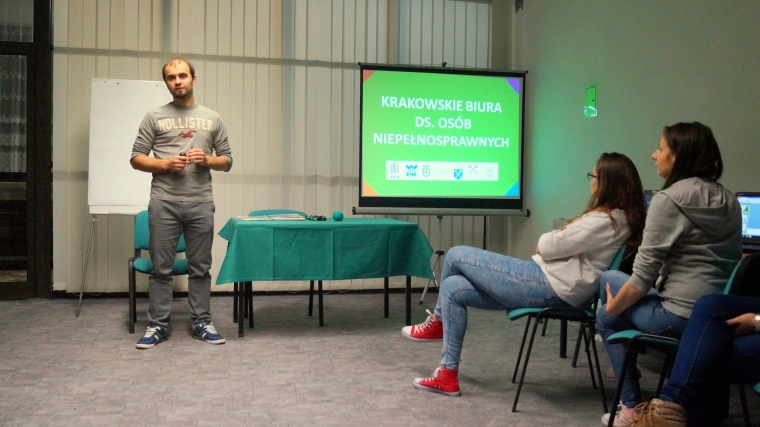 HOLLISTER
KRAKOWSKIE BIURA
DS. OSÓB
NIEPEŁNOSPRAWNYCH